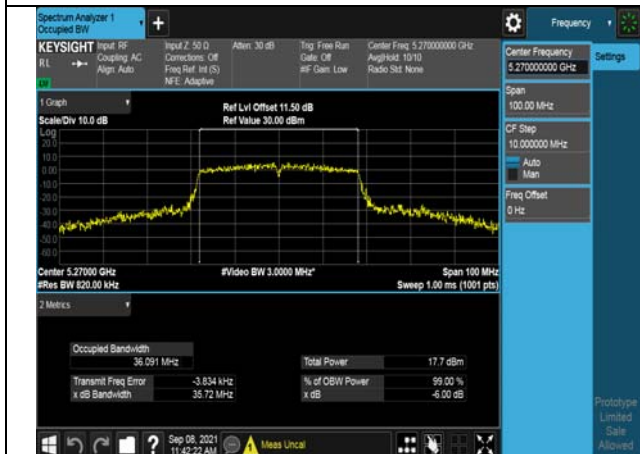 Spectrum Analyzer 1
Occupied BW
Frequency
KEYSIGHT
RL
Input: RF
Coupling: AC
Align: Auto
Input Z: 50 Ω
Corrections: Off
Freq Ref: Int (S)
NFE: Adaptive
Atten: 30 dB
Trig: Free Run
Gate: Off
#IF Gain: Low
Center Freq: 5.270000000 GHz
Avg|Hold: 10/10
Radio Std: None
Center Frequency
5.270000000 GHz
Settings
Span
100.00 MHz
CF Step
10.000000 MHz
Auto
Man
Freq Offset
0 Hz
1 Graph
Scale/Div 10.0 dB
Ref Lvl Offset 11.50 dB
Ref Value 30.00 dBm
Log
20.0
10.0
0.00
-10.0
-20.0
-30.0
-40.0
-50.0
-60.0
Center 5.27000 GHz
#Res BW 820.00 kHz
#Video BW 3.0000 MHz*
Span 100 MHz
Sweep 1.00 ms (1001 pts)
2 Metrics
Occupied Bandwidth
36.091 MHz
Total Power 17.7 dBm
Transmit Freq Error -3.834 kHz
% of OBW Power 99.00 %
x dB Bandwidth 35.72 MHz
x dB -6.00 dB
Prototype
Limited
Sale
Allowed
Sep 08, 2021
11:42:22 AM
Meas Uncal